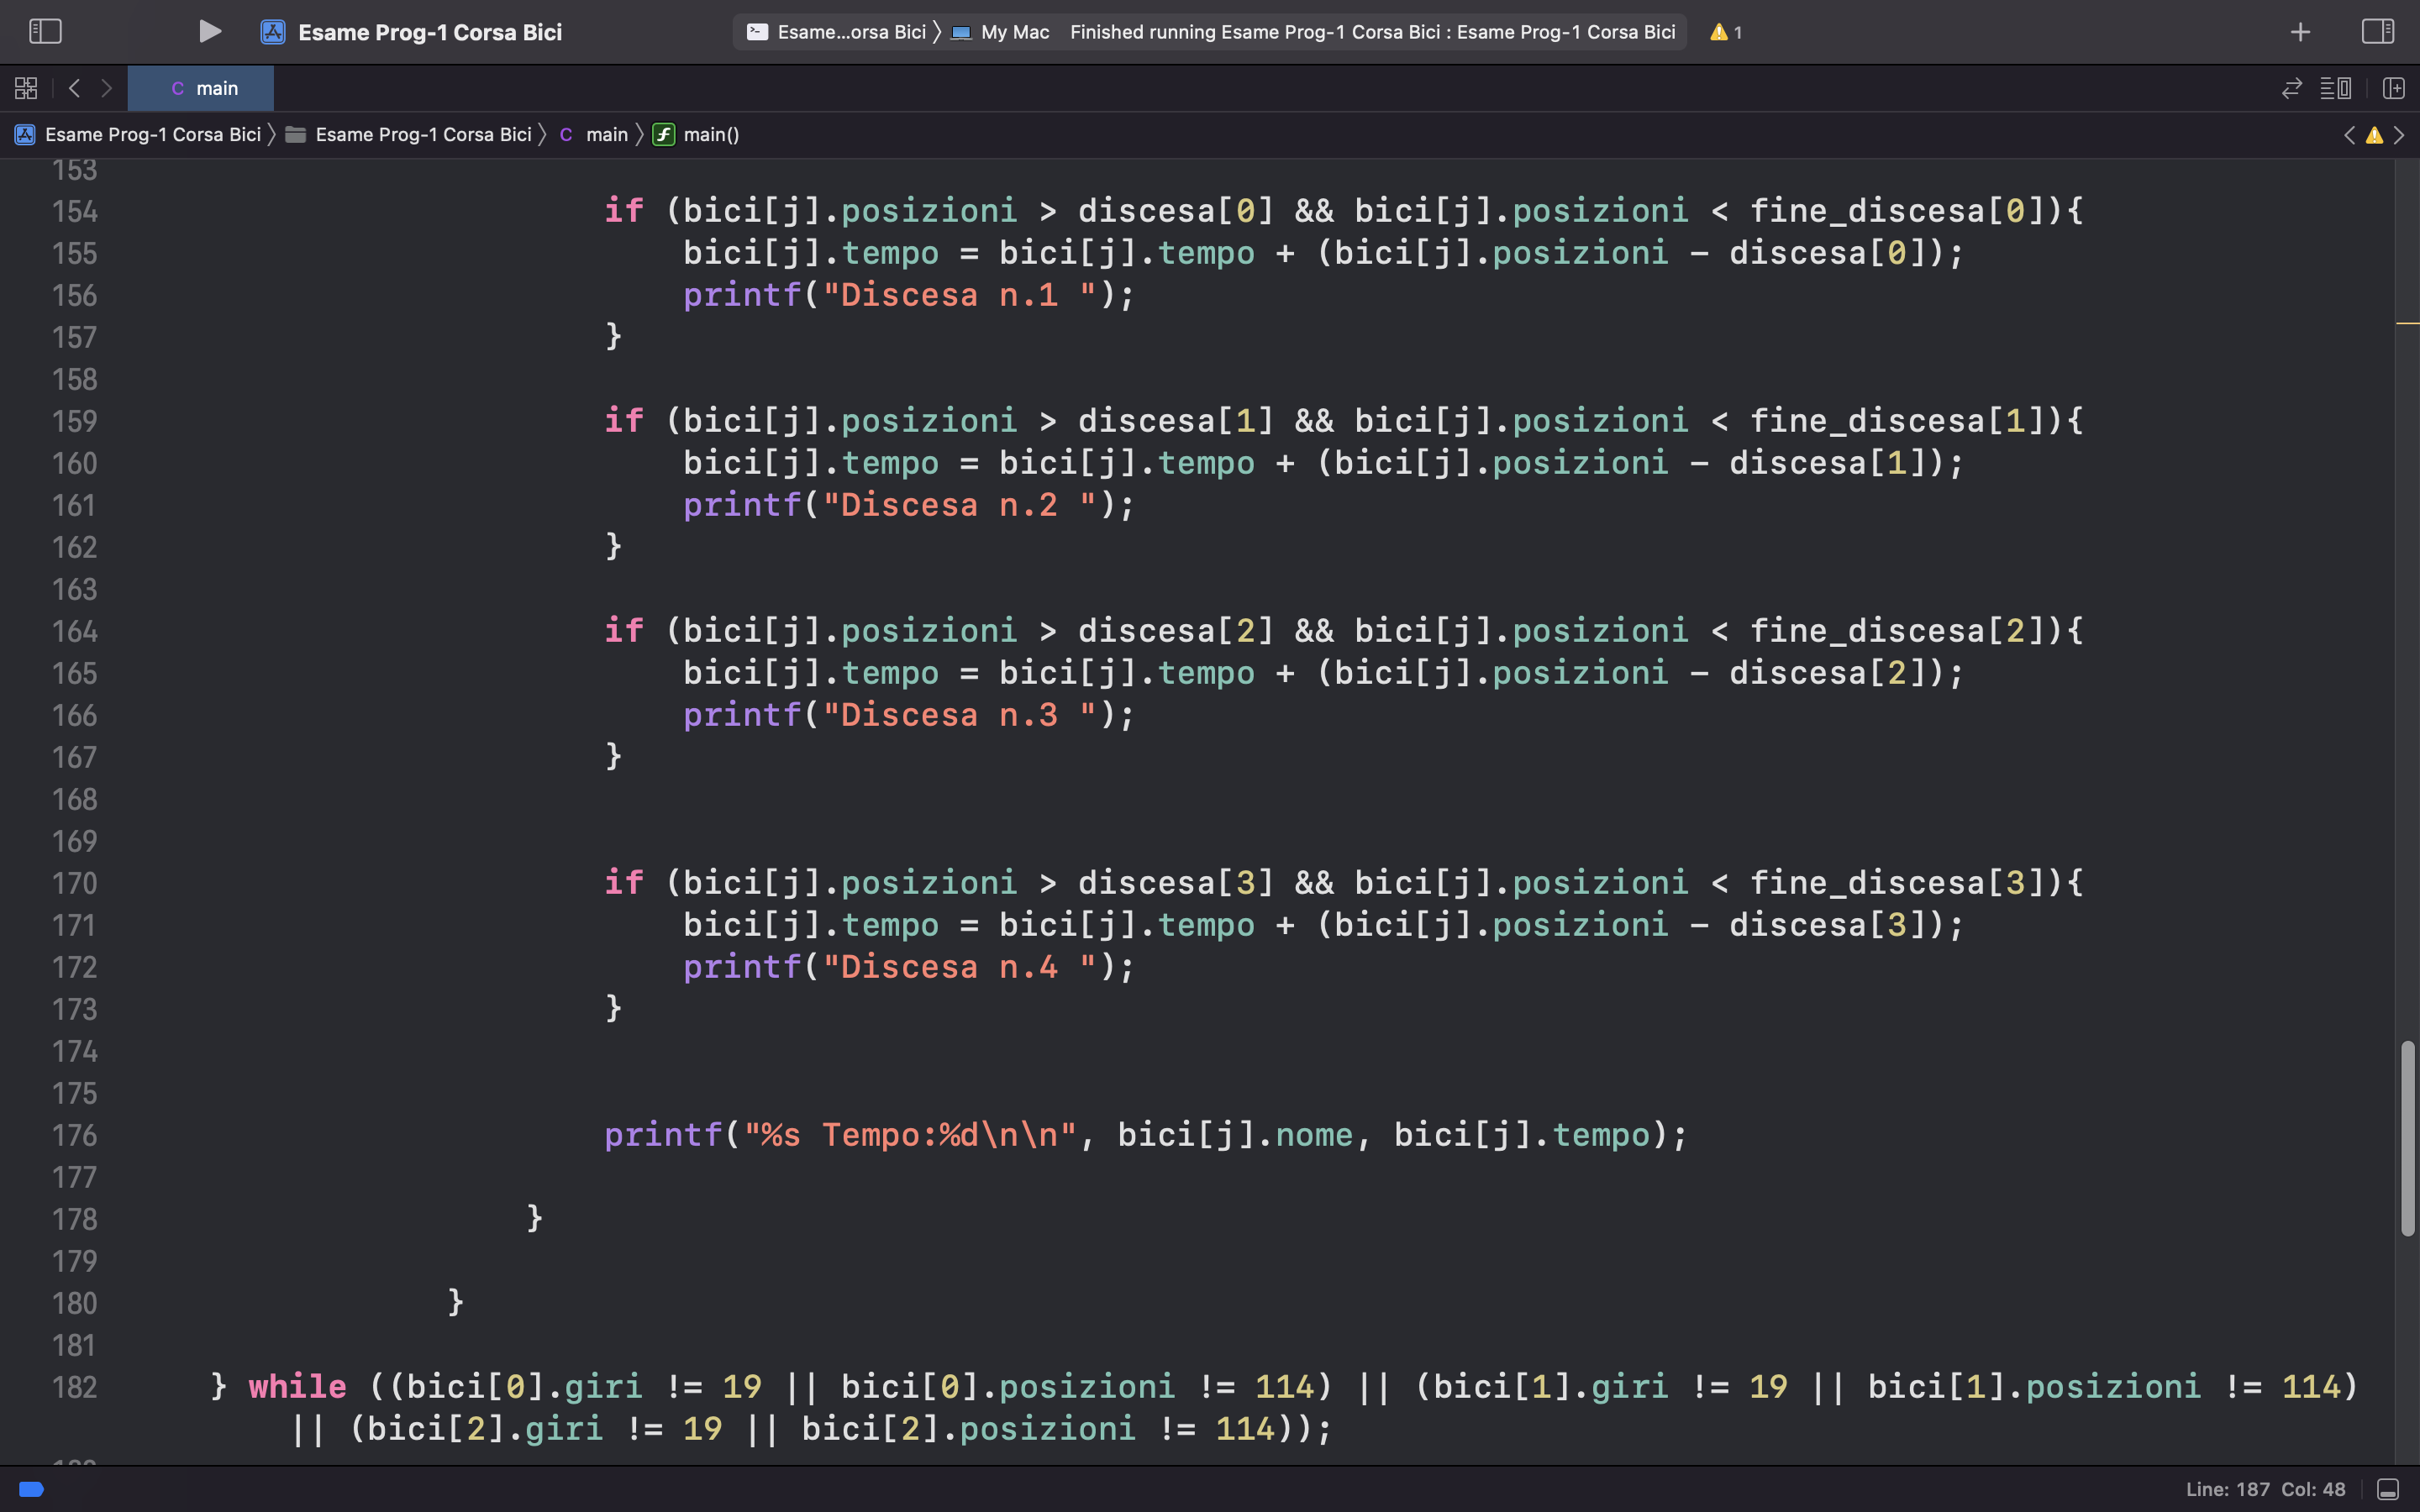 Esame Prog-1 Corsa Bici
Esame...orsa Bici 〉 My Mac Finished running Esame Prog-1 Corsa Bici : Esame Prog-1 Corsa Bici 1
C main
Esame Prog-1 Corsa Bici 〉 Esame Prog-1 Corsa Bici 〉 C main 〉 f main()
153
154 if (bici[j].posizioni > discesa[0] && bici[j].posizioni < fine_discesa[0]){
155 bici[j].tempo = bici[j].tempo + (bici[j].posizioni - discesa[0]);
156 printf("Discesa n.1 ");
157 }
158
159 if (bici[j].posizioni > discesa[1] && bici[j].posizioni < fine_discesa[1]){
160 bici[j].tempo = bici[j].tempo + (bici[j].posizioni - discesa[1]);
161 printf("Discesa n.2 ");
162 }
163
164 if (bici[j].posizioni > discesa[2] && bici[j].posizioni < fine_discesa[2]){
165 bici[j].tempo = bici[j].tempo + (bici[j].posizioni - discesa[2]);
166 printf("Discesa n.3 ");
167 }
168
169
170 if (bici[j].posizioni > discesa[3] && bici[j].posizioni < fine_discesa[3]){
171 bici[j].tempo = bici[j].tempo + (bici[j].posizioni - discesa[3]);
172 printf("Discesa n.4 ");
173 }
174
175
176 printf("%s Tempo:%d\n\n", bici[j].nome, bici[j].tempo);
177
178 }
179
180 }
181
182 } while ((bici[0].giri != 19 || bici[0].posizioni != 114) || (bici[1].giri != 19 || bici[1].posizioni != 114)
|| (bici[2].giri != 19 || bici[2].posizioni != 114));
Line: 187 Col: 48